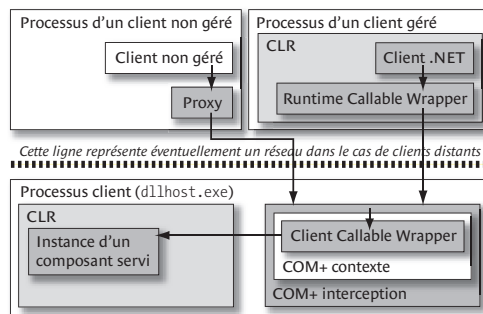 Processus d'un client non géré
Client non géré
Proxy
Processus d'un client géré
CLR
Client .NET
Runtime Callable Wrapper
Cette ligne représente éventuellement un réseau dans le cas de clients distants
Processus client (dllhost.exe)
CLR
Instance d'un
composant servi
Client Callable Wrapper
COM+ contexte
COM+ interception